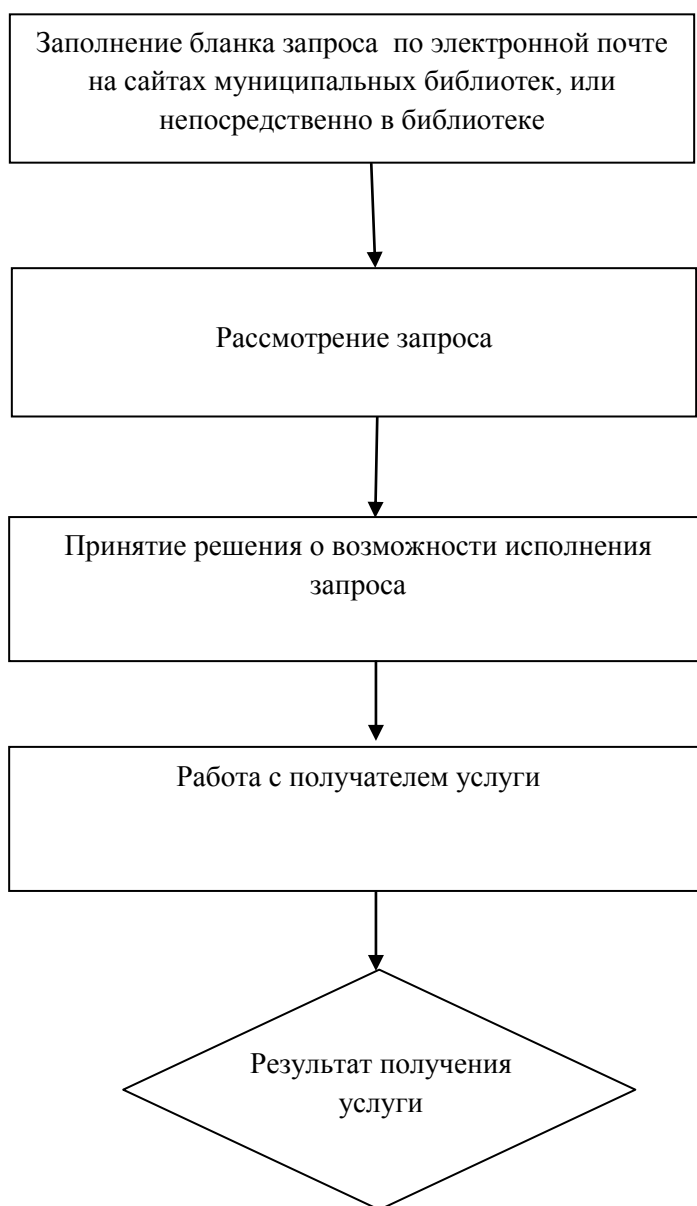 Заполнение бланка запроса  по электронной почте
на сайтах муниципальных библиотек, или
непосредственно в библиотеке
Рассмотрение запроса
Принятие решения о возможности исполнения
запроса
Работа с получателем услуги
Результат получения
услуги